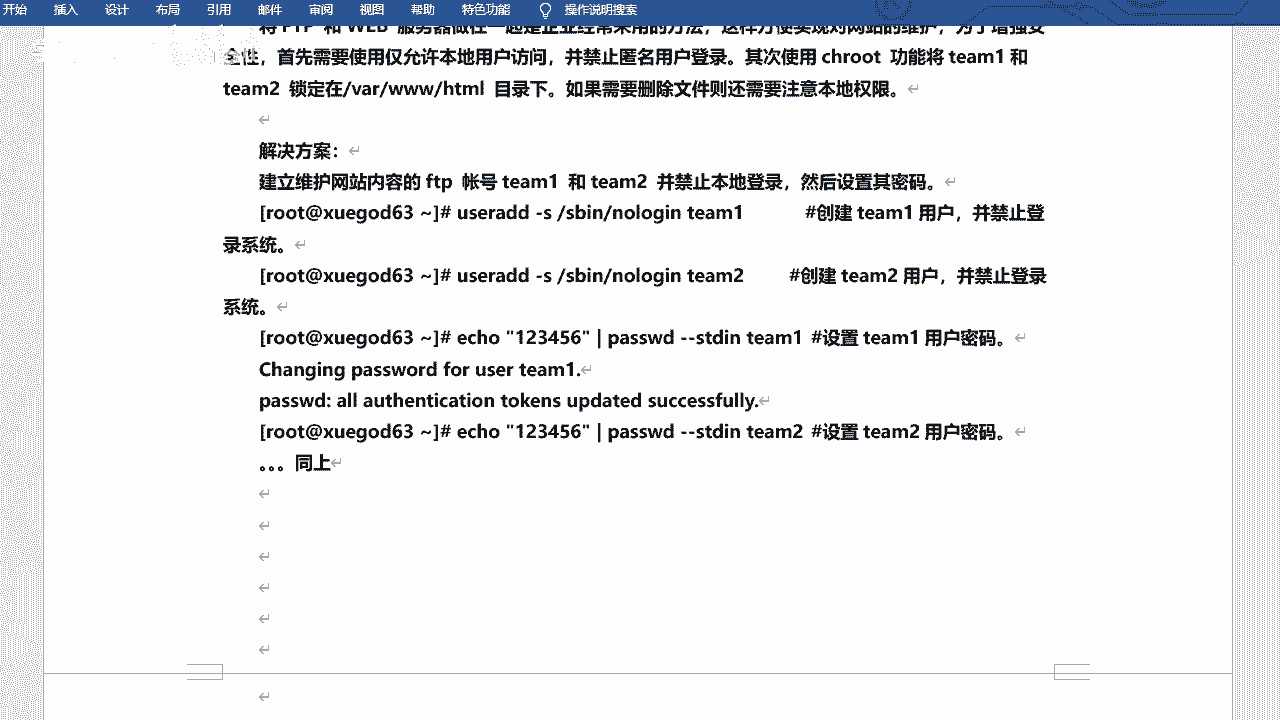 开始 插入 设计 布局 引用 邮件 审阅 视图 帮助 特色功能 操作说明搜索
将 FTP 和 WEB 服务器做在一起是企业经常采用的方法，这样方便实现对网站的维护，为了增强安
全性，首先需要使用仅允许本地用户访问，并禁止匿名用户登录。其次使用 chroot 功能将 team1 和
team2 锁定在/var/www/html 目录下。如果需要删除文件则还需要注意本地权限。
解决方案：
建立维护网站内容的 ftp 帐号 team1 和 team2 并禁止本地登录，然后设置其密码。
[root@xuegod63 ~]# useradd -s /sbin/nologin team1 #创建 team1 用户，并禁止登
录系统。
[root@xuegod63 ~]# useradd -s /sbin/nologin team2 #创建 team2 用户，并禁止登录
系统。
[root@xuegod63 ~]# echo "123456" | passwd --stdin team1 #设置 team1 用户密码。
Changing password for user team1.
passwd: all authentication tokens updated successfully.
[root@xuegod63 ~]# echo "123456" | passwd --stdin team2 #设置 team2 用户密码。
。。。同上